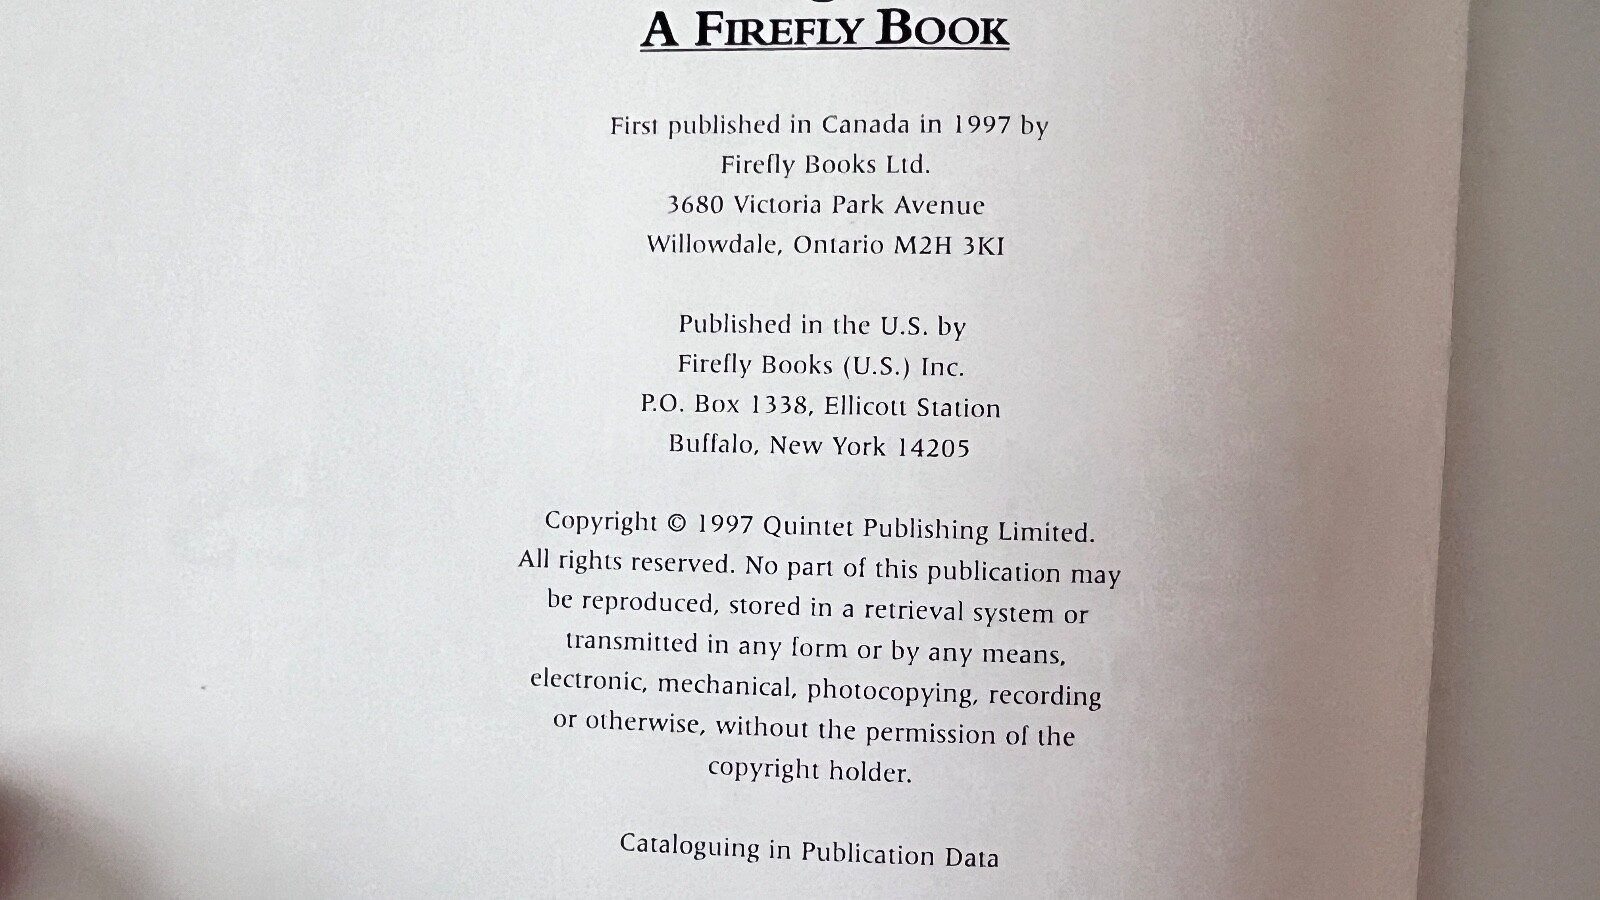 A FIREFLY BOOK
First published in Canada in 1997 by
Firefly Books Ltd.
3680 Victoria Park Avenue
Willowdale, Ontario M2H 3KI
Published in the U.S. by
Firefly Books (U.S.) Inc.
P.O. Box 1338, Ellicott Station
Buffalo, New York 14205
Copyright © 1997 Quintet Publishing Limited.
All rights reserved. No part of this publication may
be reproduced, stored in a retrieval system or
transmitted in any form or by any means,
electronic, mechanical, photocopying, recording
or otherwise, without the permission of the
copyright holder.
Cataloguing in Publication Data